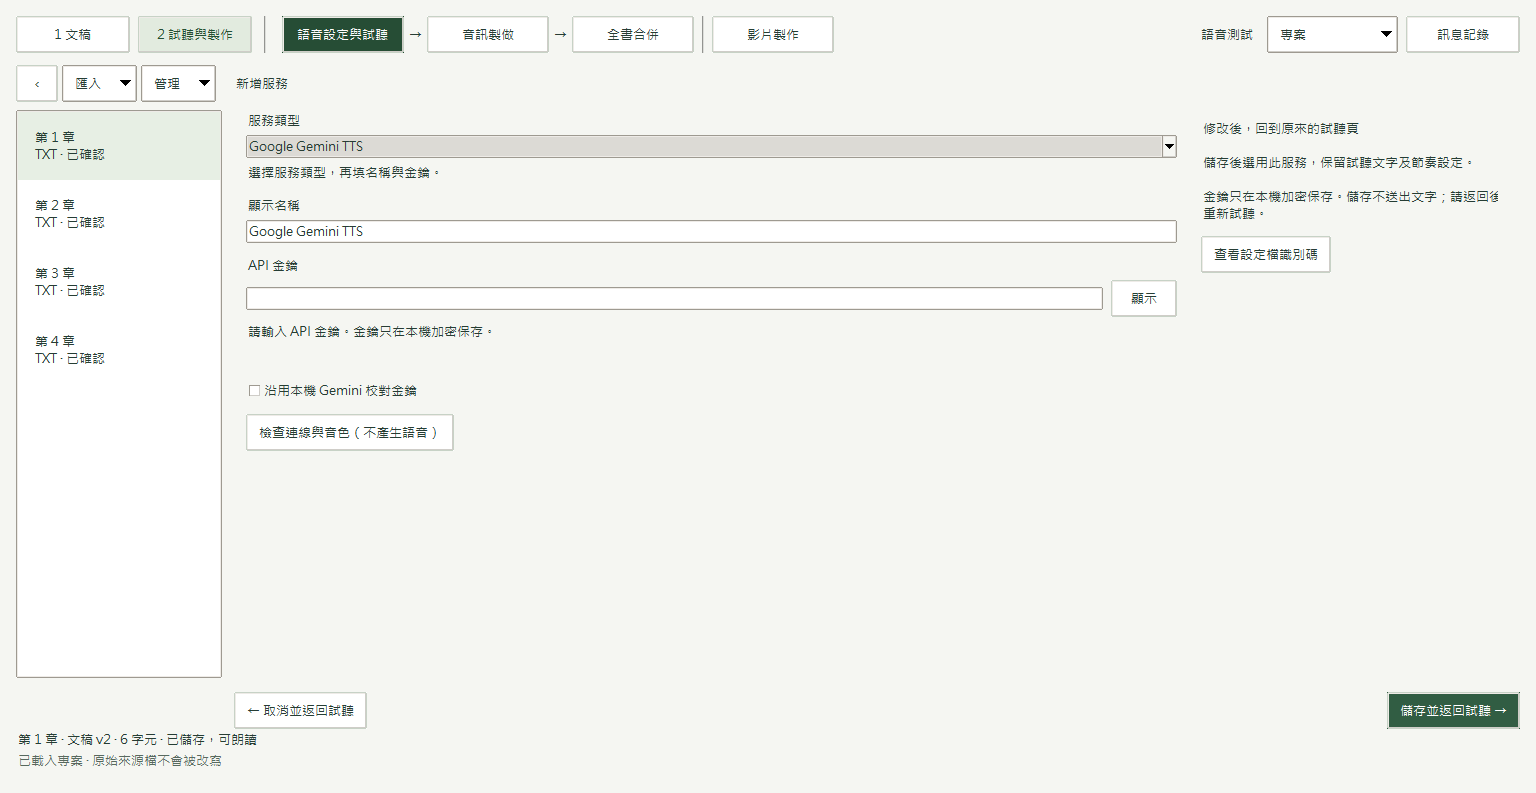 1 文稿
2 試聽與製作
語音設定與試聽
→
音訊製做
→
全書合併
影片製作
語音測試
專案
訊息記錄
‹
匯入
管理
新增服務
第 1 章
TXT · 已確認
第 2 章
TXT · 已確認
第 3 章
TXT · 已確認
第 4 章
TXT · 已確認
服務類型
Google Gemini TTS
選擇服務類型，再填名稱與金鑰。
顯示名稱
Google Gemini TTS
API 金鑰
顯示
請輸入 API 金鑰。金鑰只在本機加密保存。
沿用本機 Gemini 校對金鑰
檢查連線與音色（不產生語音）
修改後，回到原來的試聽頁
儲存後選用此服務，保留試聽文字及節奏設定。
金鑰只在本機加密保存。儲存不送出文字；請返回後
重新試聽。
查看設定檔識別碼
← 取消並返回試聽
儲存並返回試聽 →
第 1 章 · 文稿 v2 · 6 字元 · 已儲存，可朗讀
已載入專案 · 原始來源檔不會被改寫